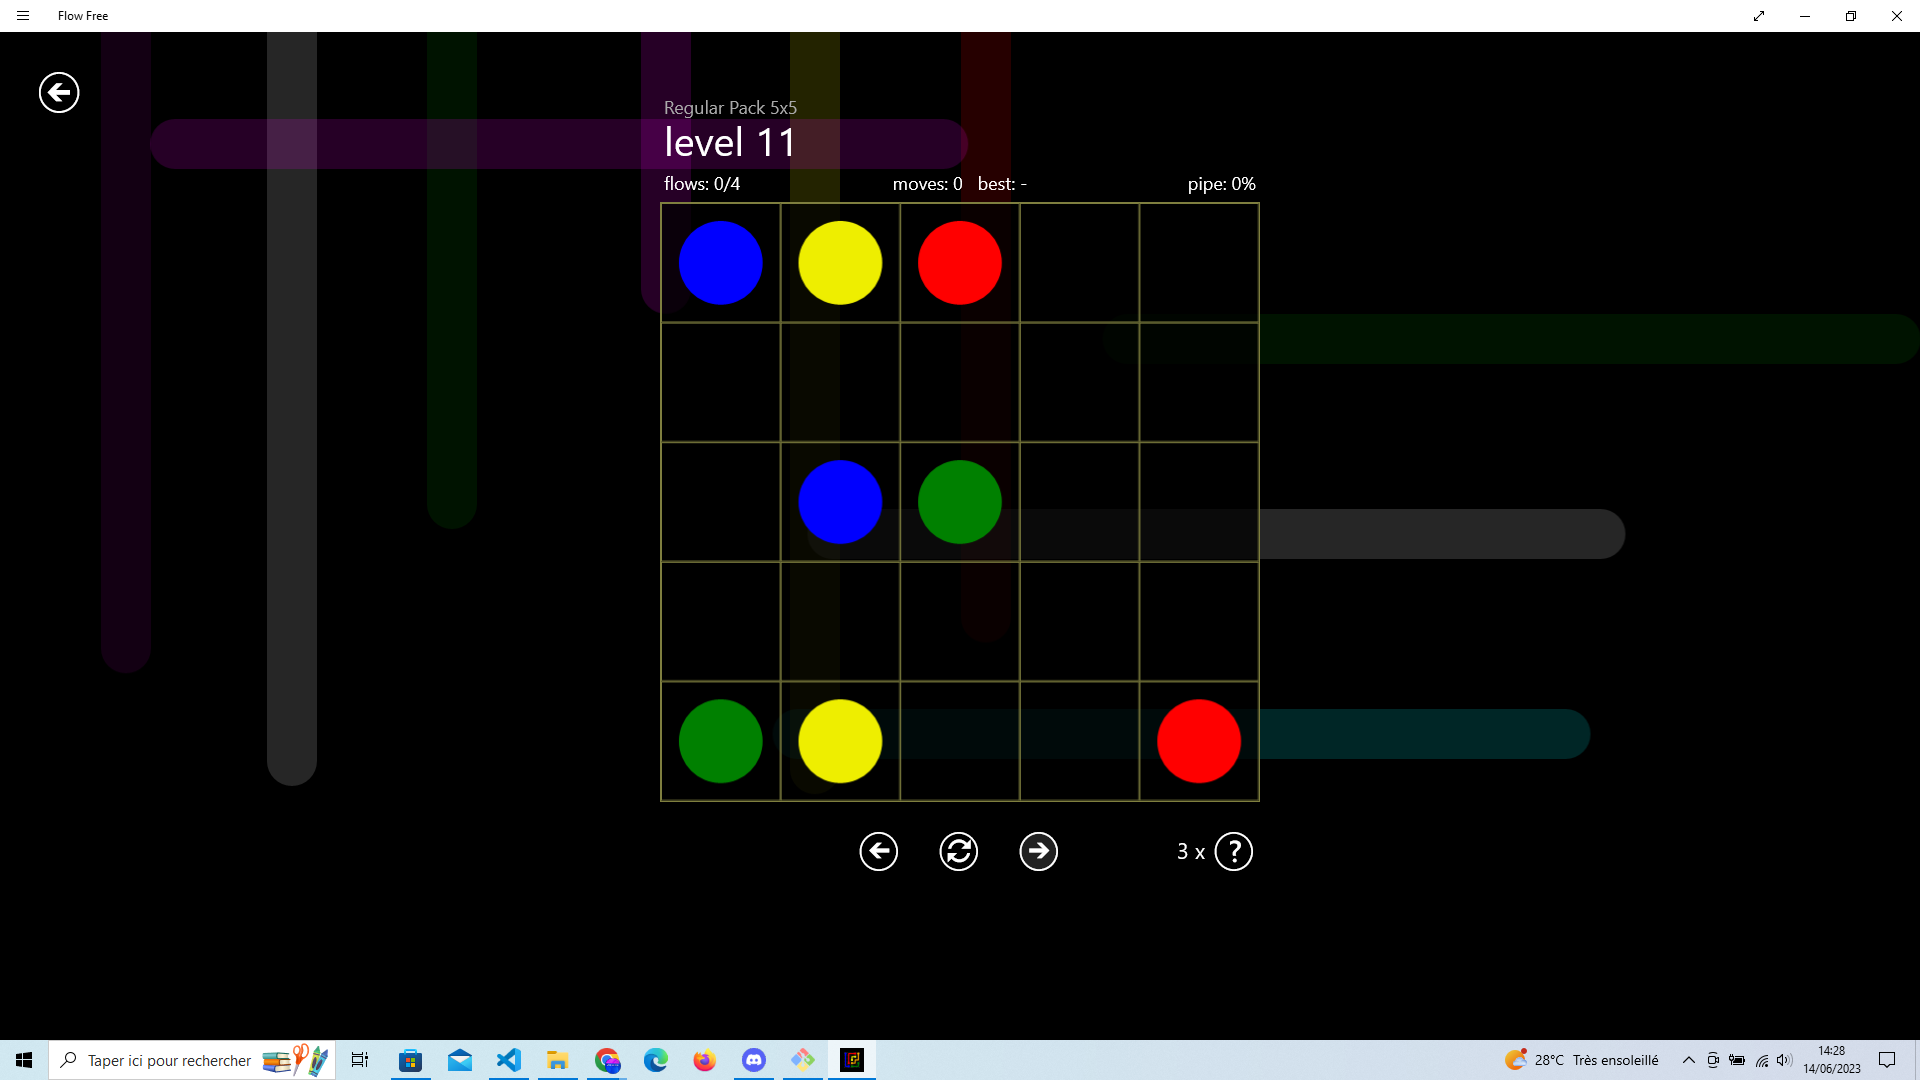 Flow Free
Regular Pack 5x5
level 11
flows: 0/4 moves: 0 best: - pipe: 0%
3 x ?
Taper ici pour rechercher
28°C Très ensoleillé
14:28
14/06/2023